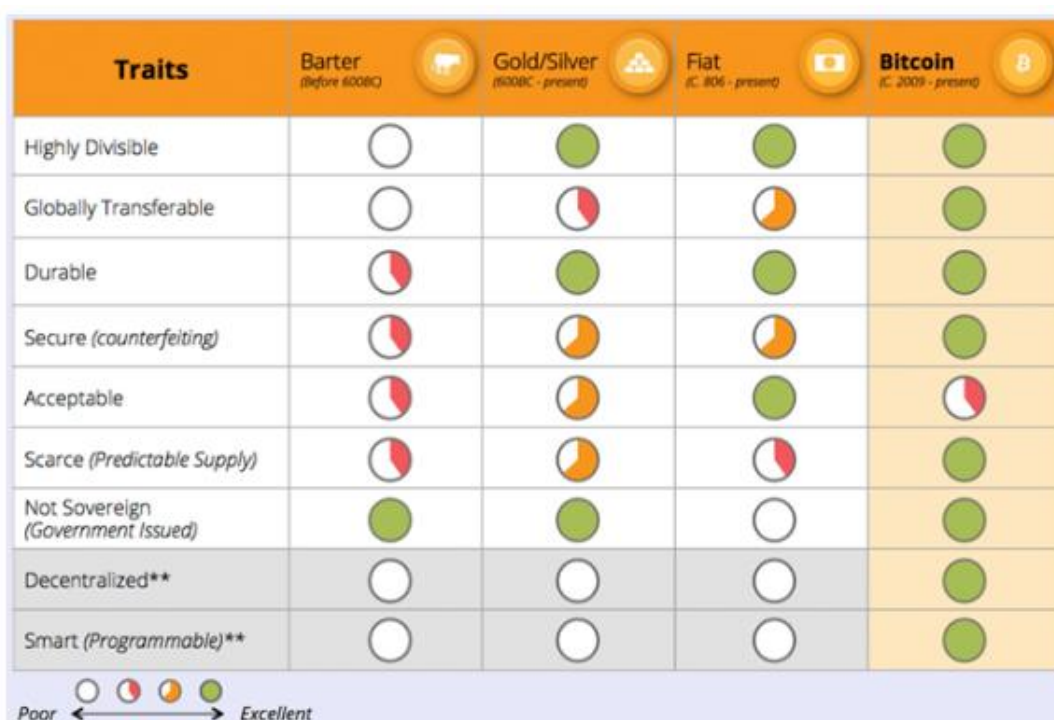 Traits
Barter
(Before 600BC)
Gold/Silver
(600BC - present)
Fiat
(C. 806 - present)
Bitcoin
(C. 2009 - present)
Highly Divisible
Globally Transferable
Durable
Secure (counterfeiting)
Acceptable
Scarce (Predictable Supply)
Not Sovereign
(Government Issued)
Decentralized**
Smart (Programmable)**
Poor Excellent